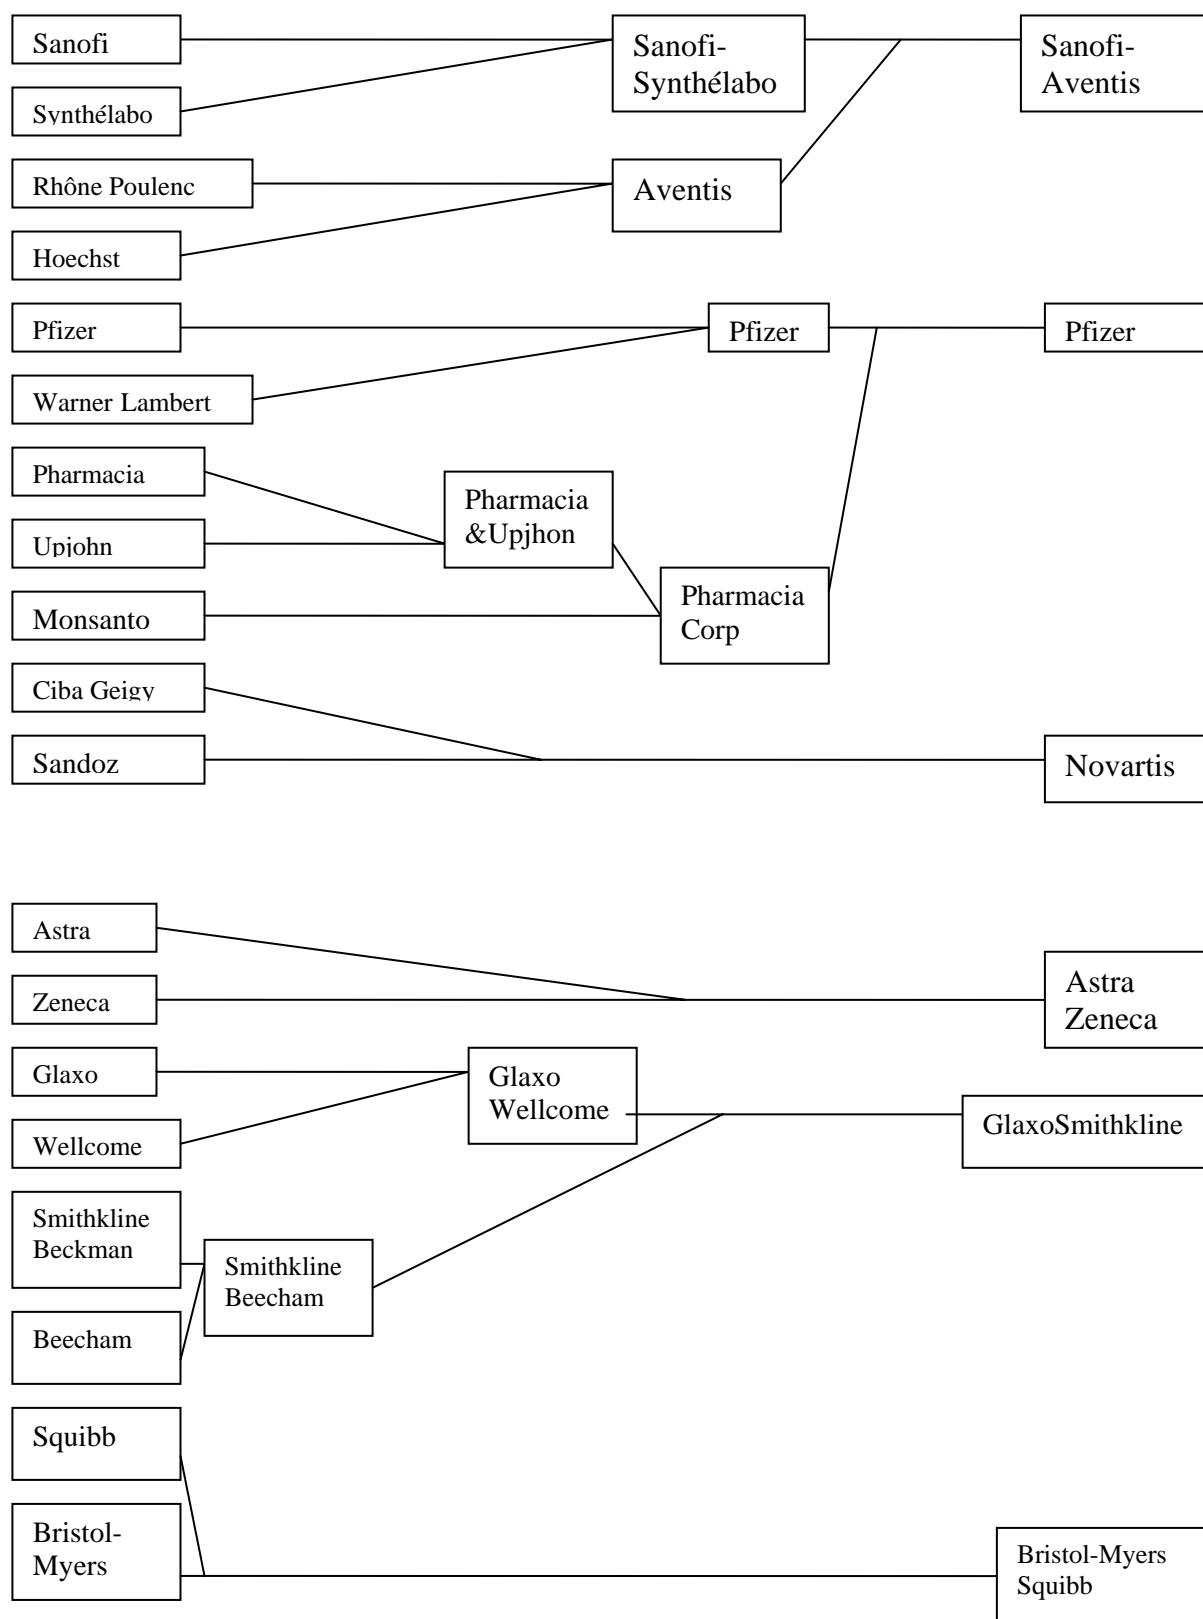 Sanofi
Synthélabo
Rhône Poulenc
Hoechst
Sanofi-
Synthélabo
Aventis
Sanofi-
Aventis
Pfizer
Warner Lambert
Pfizer
Pfizer
Pharmacia
Upjohn
Monsanto
Pharmacia
&Upjhon
Pharmacia
Corp
Ciba Geigy
Sandoz
Novartis
Astra
Zeneca
Astra
Zeneca
Glaxo
Wellcome
Glaxo
Wellcome
Smithkline
Beckman
Beecham
Smithkline
Beecham
GlaxoSmithkline
Squibb
Bristol-
Myers
Bristol-Myers
Squibb